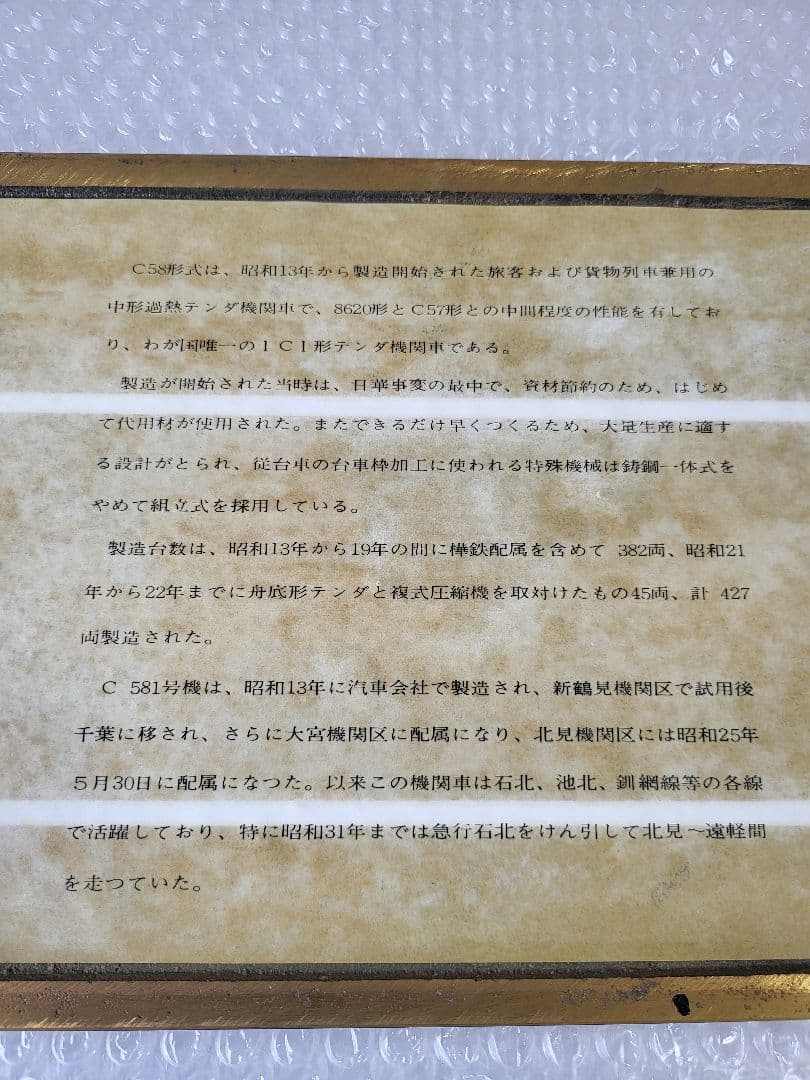 C58形式は、昭和13年から製造開始された旅客および貨物列車兼用の
中形過熱テンダ機関車で、8620形とC57形との中間程度の性能を有してお
り、わが国唯一の1C1形テンダ機関車である。
製造が開始された当時は、日華事変の最中で、資材節約のため、はじめ
て代用材が使用された。またできるだけ早くつくるため、大量生産に適す
る設計がとられ、従台車の台車枠加工に使われる特殊機械は鋳鋼一体式を
やめて組立式を採用している。
製造台数は、昭和13年から19年の間に樺鉄配属を含めて 382両、昭和21
年から22年までに舟底形テンダと複式圧縮機を取対けたもの45両、計 427
両製造された。
C 581号機は、昭和13年に汽車会社で製造され、新鶴見機関区で試用後
千葉に移され、さらに大宮機関区に配属になり、北見機関区には昭和25年
5月30日に配属になつた。以来この機関車は石北、池北、釧網線等の各線
で活躍しており、特に昭和31年までは急行石北をけん引して北見～遠軽間
を走つていた。